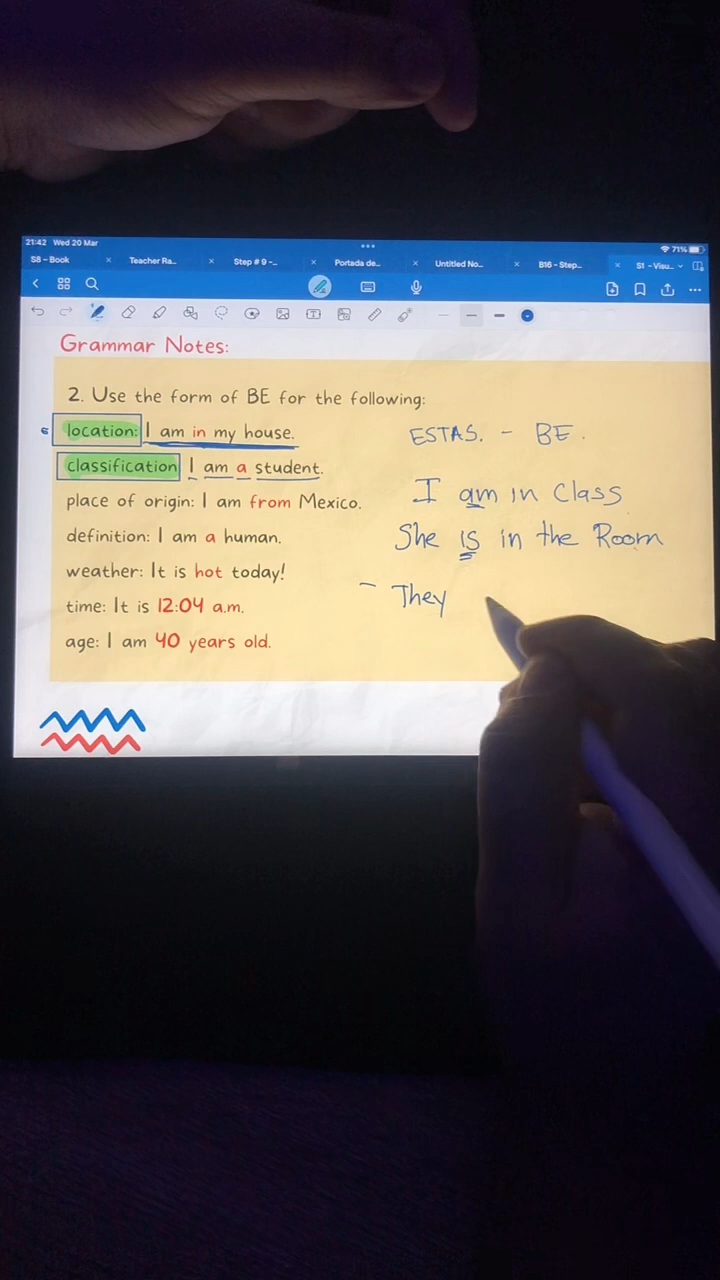 21:42 Wed 20 Mar
71%
S8 – Book
Teacher Ra...
Step # 9 –...
Portada de...
Untitled No...
B16 – Step...
S1 – Visu...
Grammar Notes:
2. Use the form of BE for the following:
location: I am in my house.
classification I am a student.
place of origin: I am from Mexico.
definition: I am a human.
weather: It is hot today!
time: It is 12:04 a.m.
age: I am 40 years old.
ESTAS. – BE.
I am in Class
She is in the Room
– They